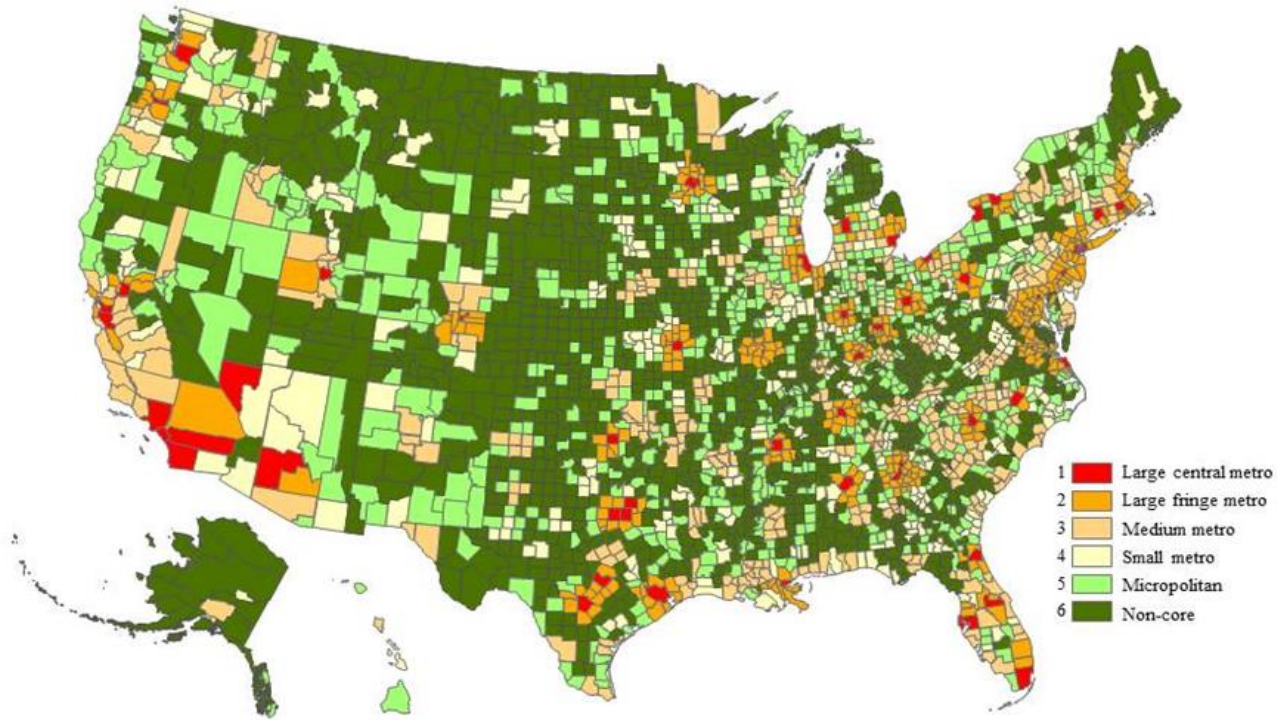 1 Large central metro
2 Large fringe metro
3 Medium metro
4 Small metro
5 Micropolitan
6 Non-core